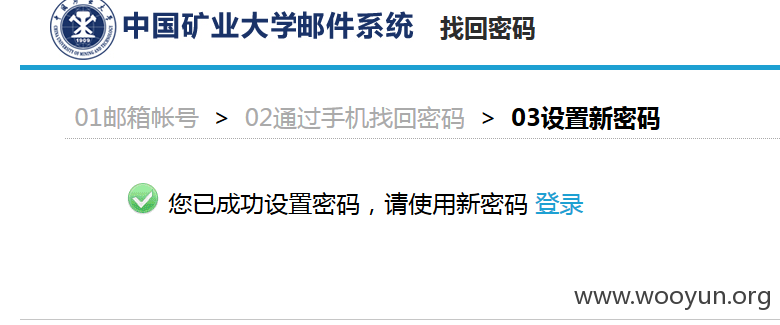 中国矿业大学邮件系统 找回密码
01邮箱帐号 > 02通过手机找回密码 > 03设置新密码
您已成功设置密码，请使用新密码 登录
www.wooyun.org